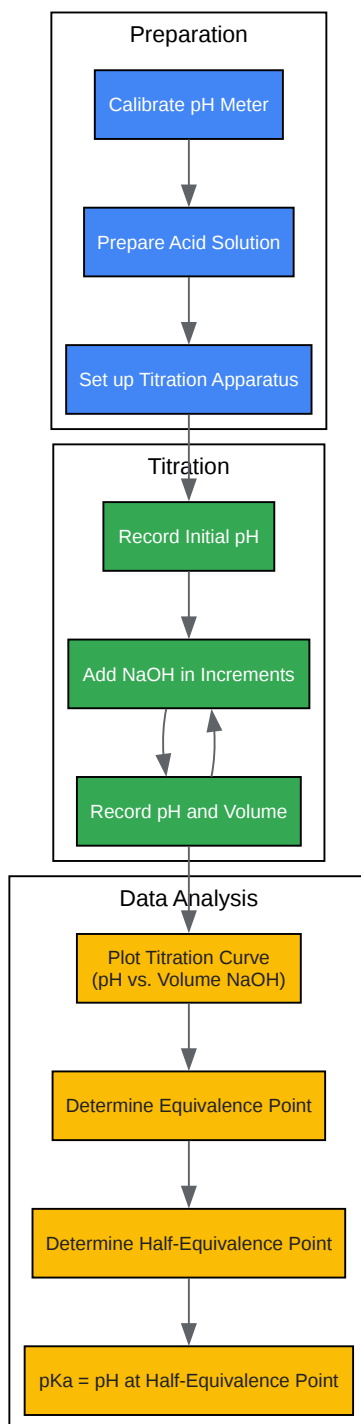 Preparation
Calibrate pH Meter
Prepare Acid Solution
Set up Titration Apparatus
Titration
Record Initial pH
Add NaOH in Increments
Record pH and Volume
Data Analysis
Plot Titration Curve
(pH vs. Volume NaOH)
Determine Equivalence Point
Determine Half-Equivalence Point
pKa = pH at Half-Equivalence Point